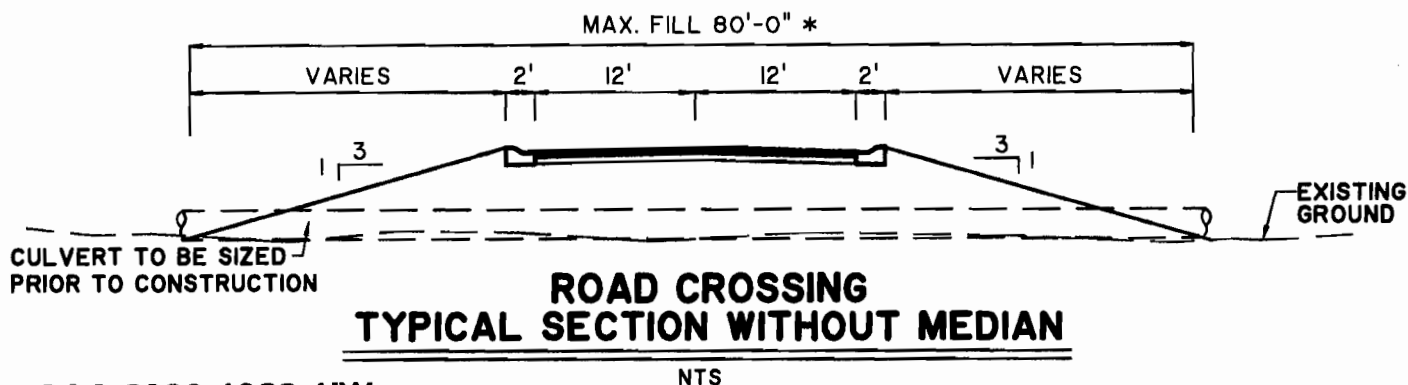 MAX. FILL 80'-0" *
VARIES 2' 12' 12' 2' VARIES
1 3 3 1
EXISTING
GROUND
CULVERT TO BE SIZED
PRIOR TO CONSTRUCTION
ROAD CROSSING
TYPICAL SECTION WITHOUT MEDIAN
NTS